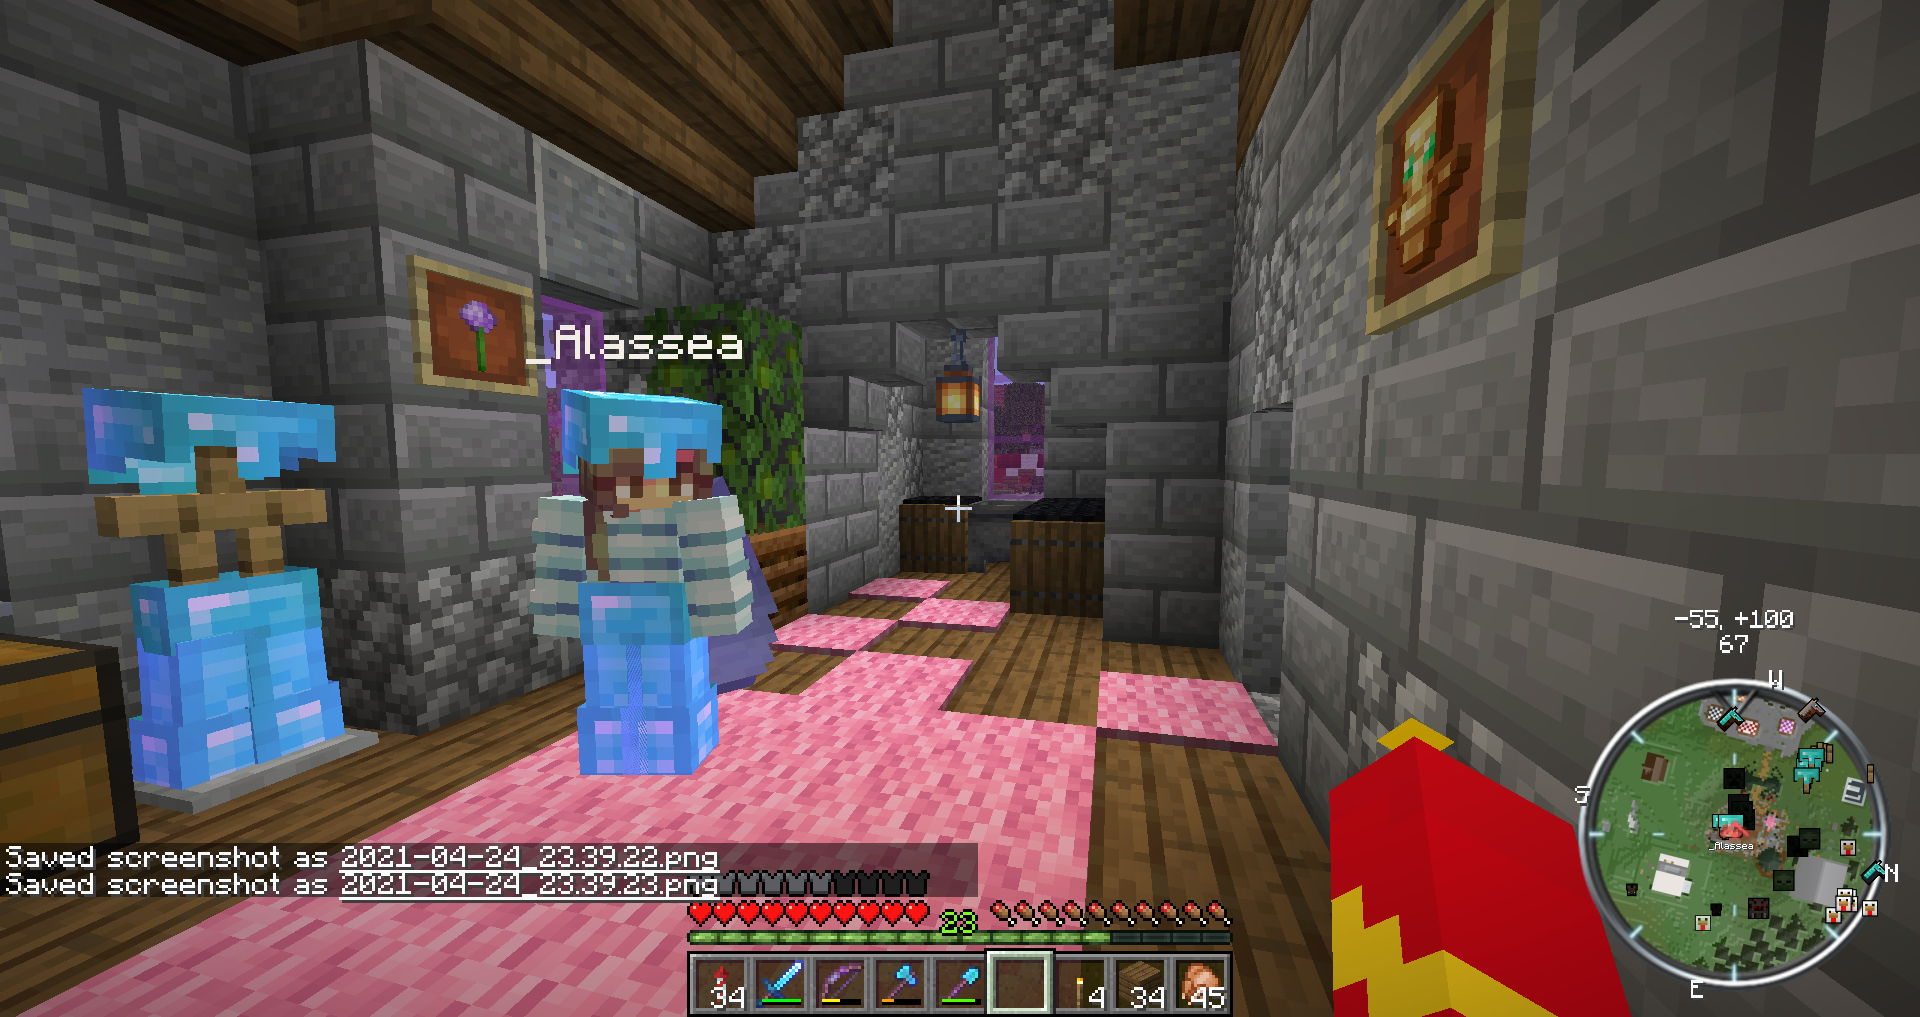 _Alassea
-55, +100
67
W
S
_Alassea
N
E
Saved screenshot as 2021-04-24_23.39.22.png
Saved screenshot as 2021-04-24_23.39.23.png
28
34 4 34 45